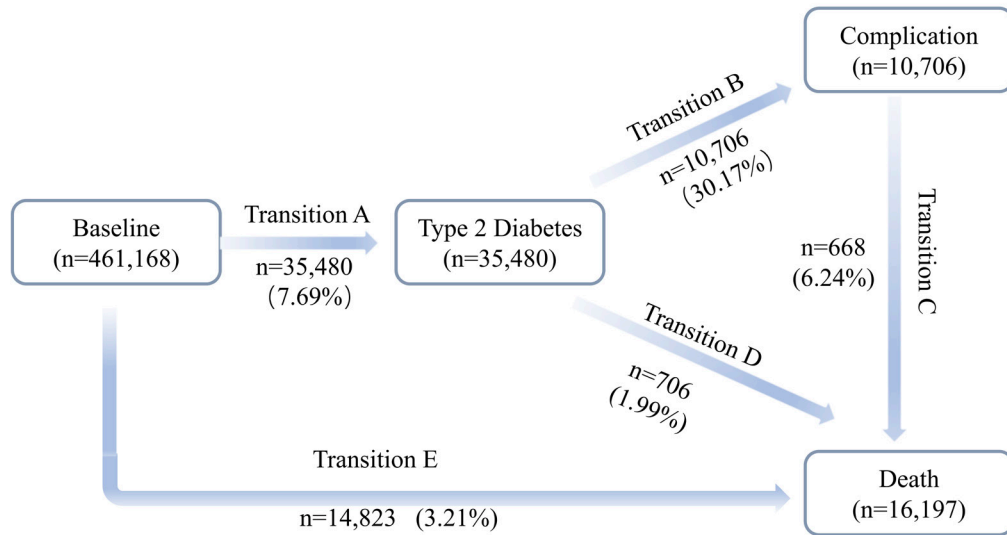 Complication
(n=10,706)
Transition B
n=10,706
(30.17%)
Baseline
(n=461,168)
Transition A
n=35,480
(7.69%)
Type 2 Diabetes
(n=35,480)
Transition C
n=668
(6.24%)
Transition D
n=706
(1.99%)
Transition E
n=14,823 (3.21%)
Death
(n=16,197)